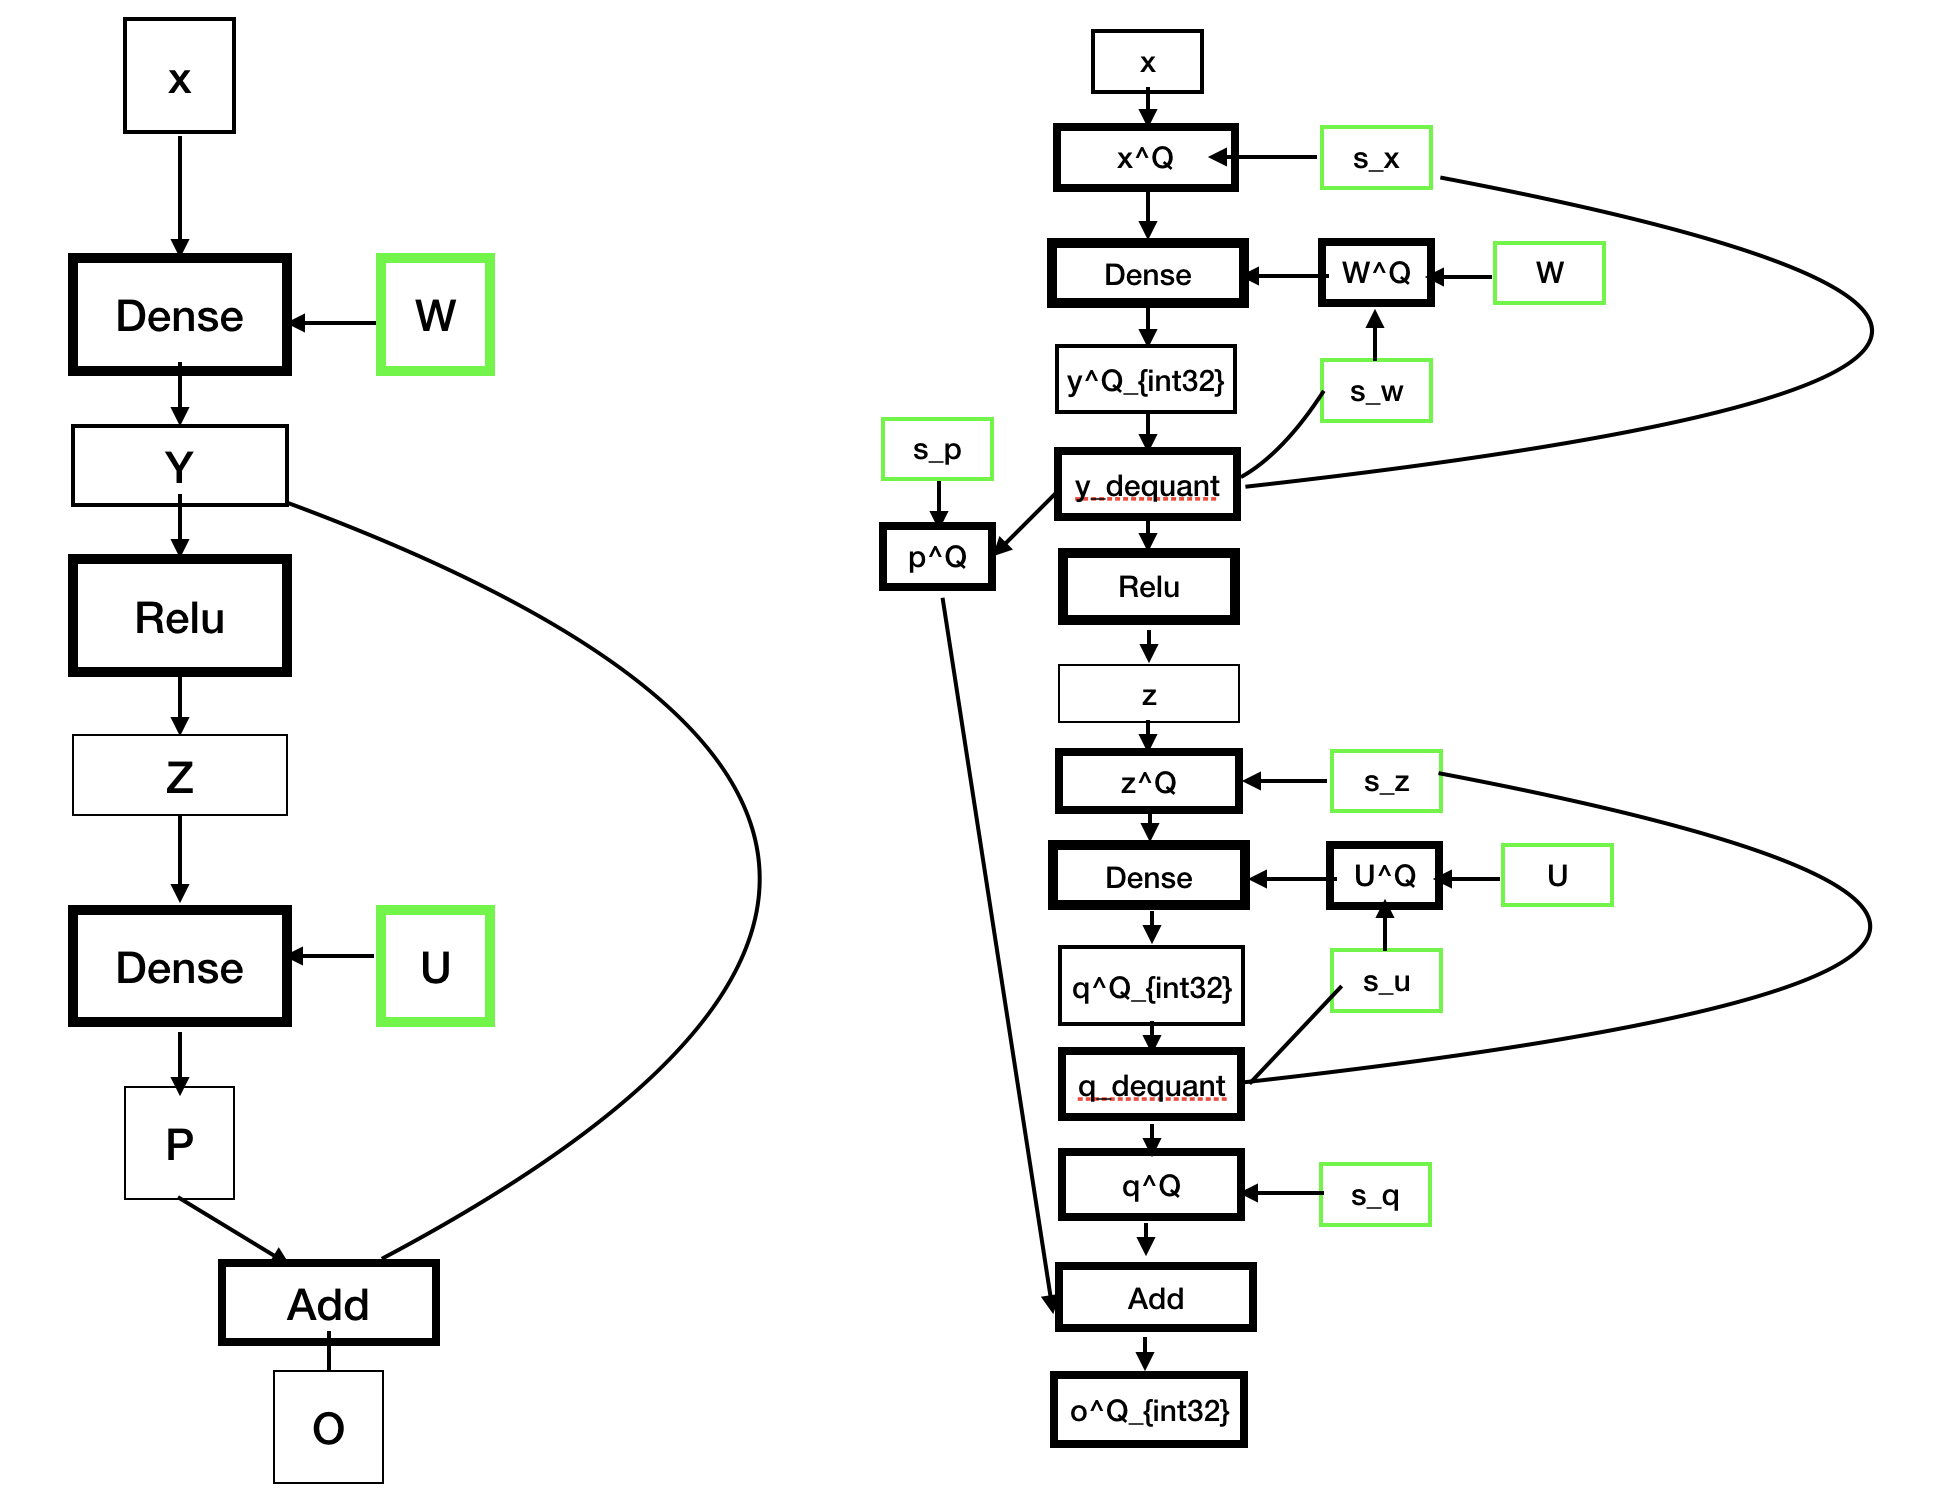 x
Dense
W
Y
Relu
Z
Dense
U
P
Add
O
x
x^Q
s_x
Dense
W^Q
W
y^Q_{int32}
s_w
s_p
y_dequant
p^Q
Relu
z
z^Q
s_z
Dense
U^Q
U
q^Q_{int32}
s_u
q_dequant
q^Q
s_q
Add
o^Q_{int32}